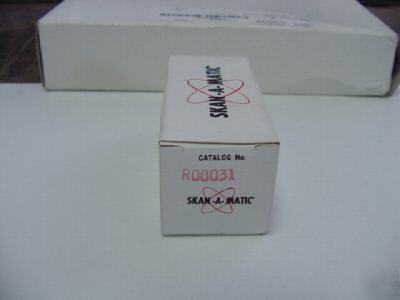 SKAN-A-MATIC
CATALOG No.
R00031
SKAN-A-MATIC